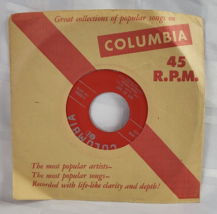 Great collections of popular songs on
COLUMBIA
45
R.P.M.
COLUMBIA
The most popular artists—
The most popular songs—
Recorded with life-like clarity and depth!